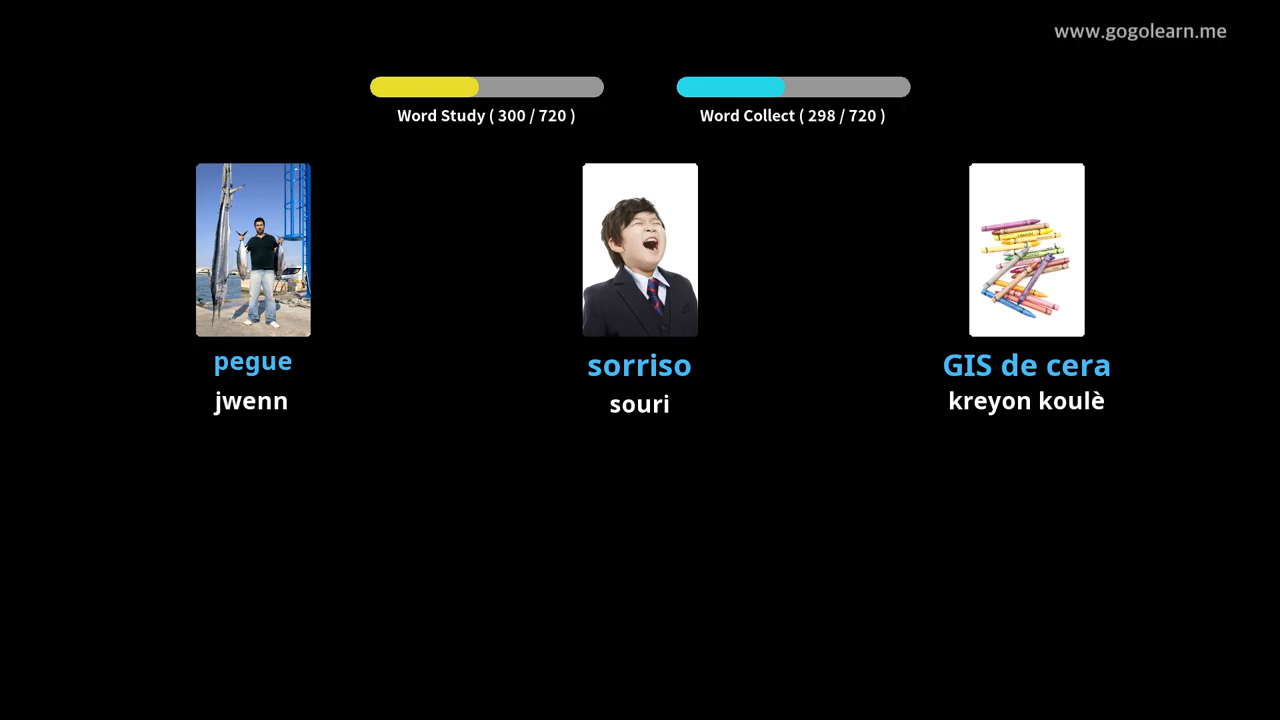 www.gogolearn.me
Word Study ( 300 / 720 )
Word Collect ( 298 / 720 )
pegue
sorriso
GIS de cera
jwenn
souri
kreyon koulè